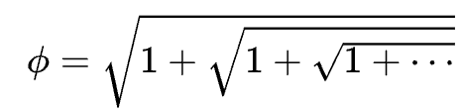 ϕ = √(1 + √(1 + √(1 + ⋯